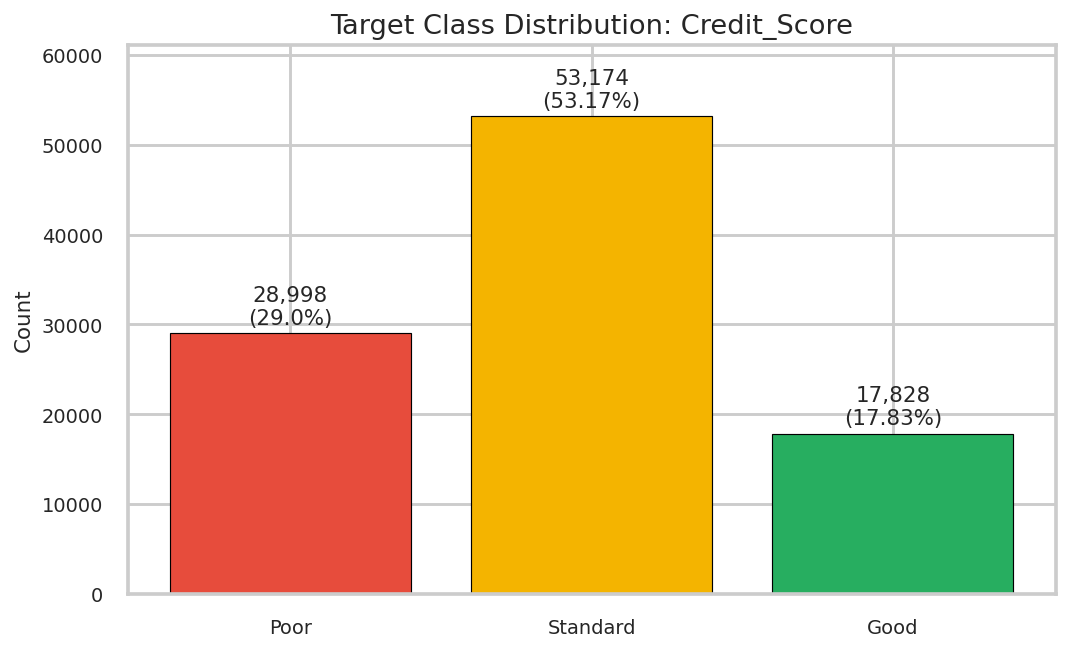 Target Class Distribution: Credit_Score
Count
60000
50000
40000
30000
20000
10000
0
28,998
(29.0%)
53,174
(53.17%)
17,828
(17.83%)
Poor
Standard
Good